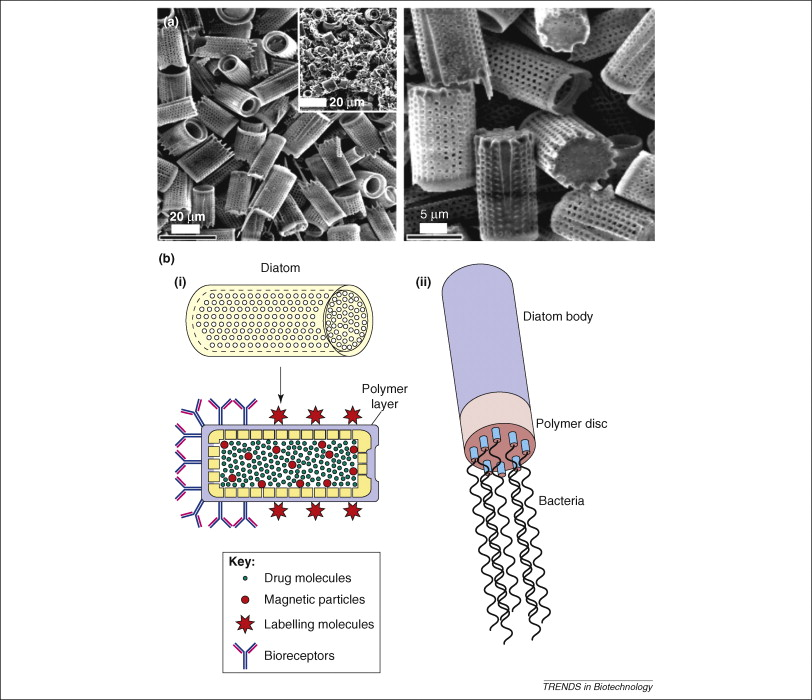 (a)
20 μm
20 μm
5 μm
(b)
Diatom
(i)
(ii)
Diatom body
Polymer
layer
Polymer disc
Bacteria
Key:
Drug molecules
Magnetic particles
Labelling molecules
Bioreceptors
TRENDS in Biotechnology